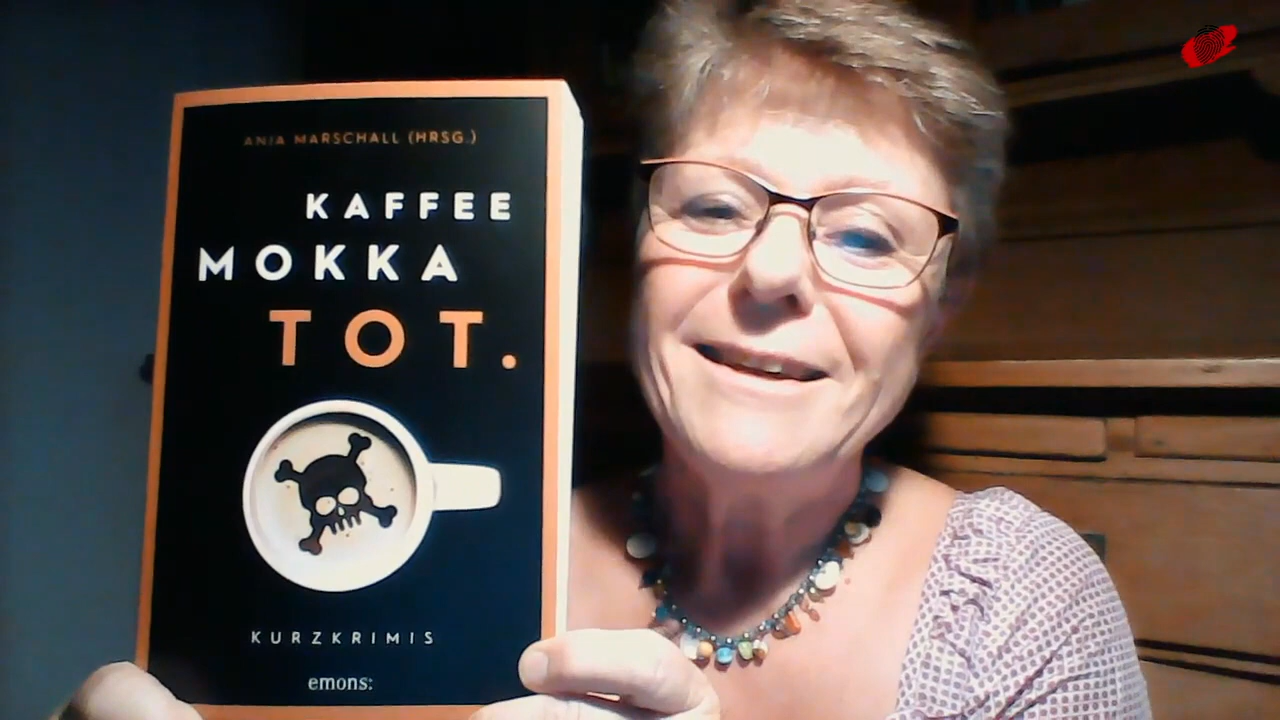 ANJA MARSCHALL (HRSG.)
KAFFEE
MOKKA
TOT.
KURZKRIMIS
emons: